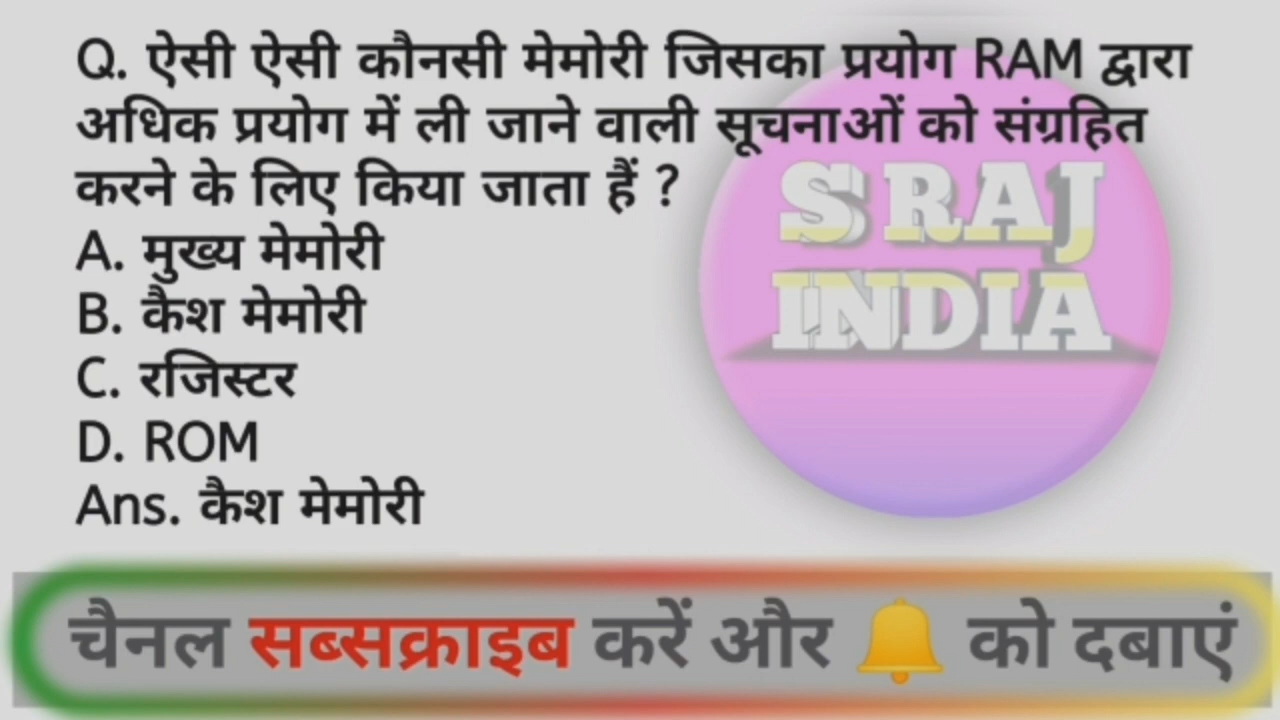 Q. ऐसी ऐसी कौनसी मेमोरी जिसका प्रयोग RAM द्वारा
अधिक प्रयोग में ली जाने वाली सूचनाओं को संग्रहित
करने के लिए किया जाता हैं ?
A. मुख्य मेमोरी
B. कैश मेमोरी
C. रजिस्टर
D. ROM
Ans. कैश मेमोरी
S RAJ
INDIA
चैनल सब्सक्राइब करें और 🔔 को दबाएं